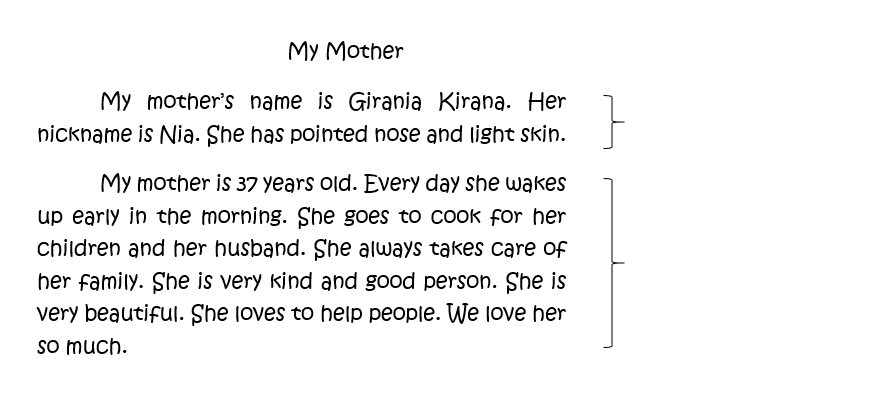 My Mother
My mother's name is Girania Kirana. Her
nickname is Nia. She has pointed nose and light skin.
My mother is 37 years old. Every day she wakes
up early in the morning. She goes to cook for her
children and her husband. She always takes care of
her family. She is very kind and good person. She is
very beautiful. She loves to help people. We love her
so much.